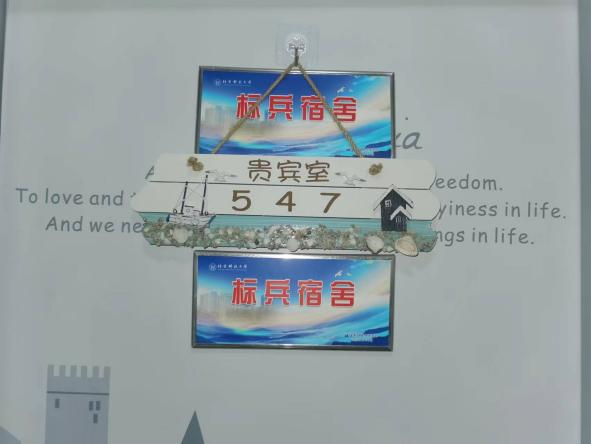 标兵宿舍
贵宾室
eedom.
To love and
547
yiness in life.
And we ne
ngs in life.
标兵宿舍